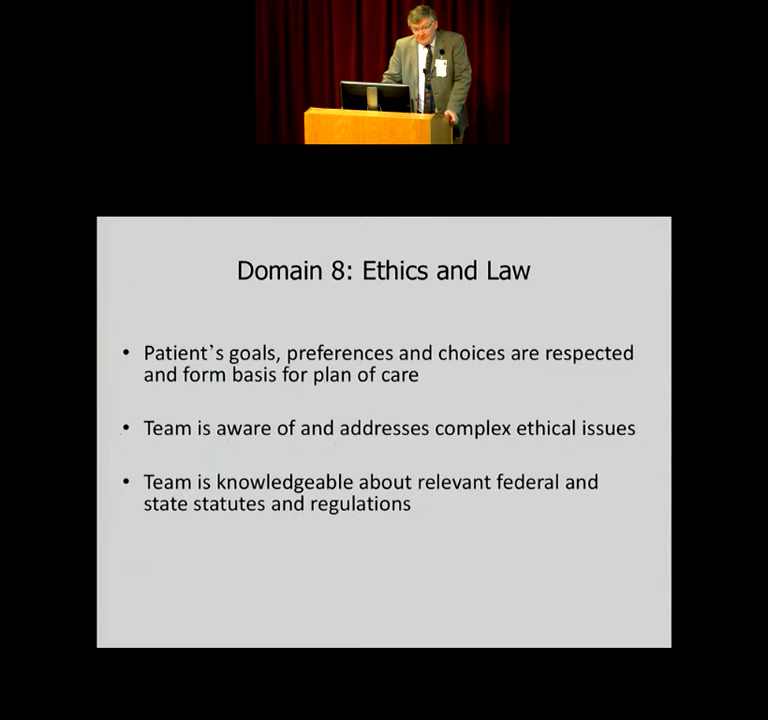 Domain 8: Ethics and Law
• Patient's goals, preferences and choices are respected
and form basis for plan of care
• Team is aware of and addresses complex ethical issues
• Team is knowledgeable about relevant federal and
state statutes and regulations